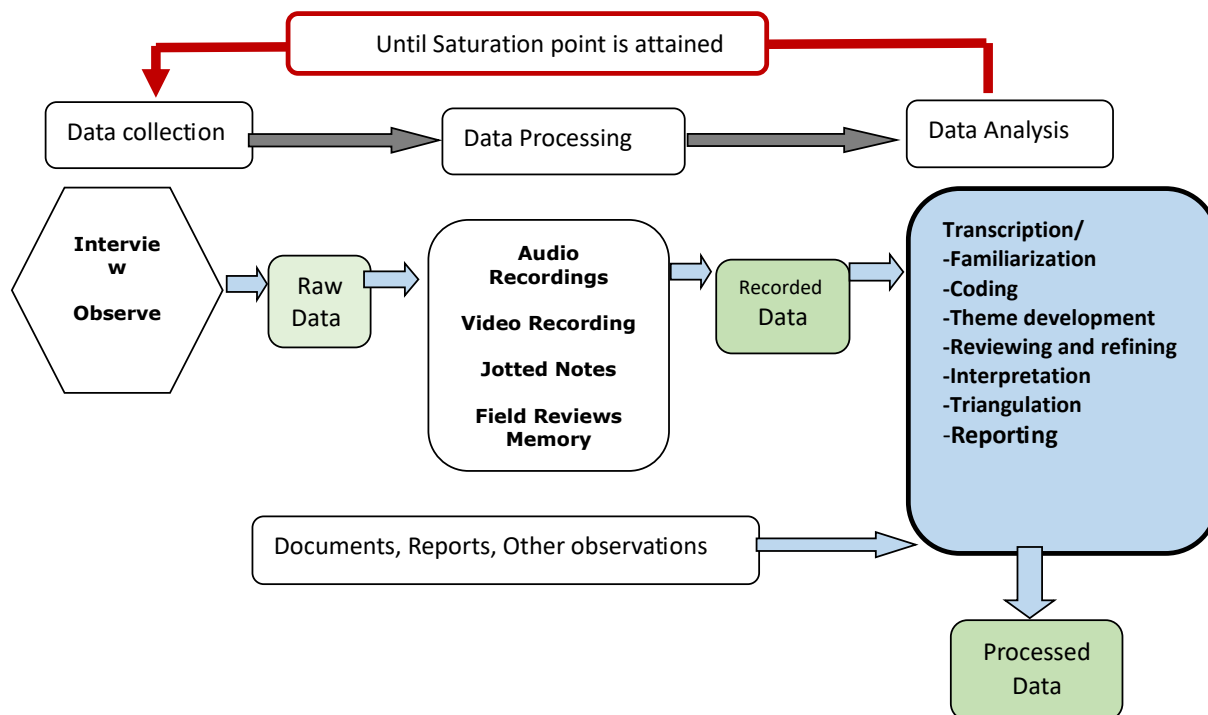 Until Saturation point is attained
Data collection
Data Processing
Data Analysis
Intervie
w
Observe
Raw
Data
Audio
Recordings
Video Recording
Jotted Notes
Field Reviews
Memory
Recorded
Data
Transcription/
-Familiarization
-Coding
-Theme development
-Reviewing and refining
-Interpretation
-Triangulation
-Reporting
Documents, Reports, Other observations
Processed
Data